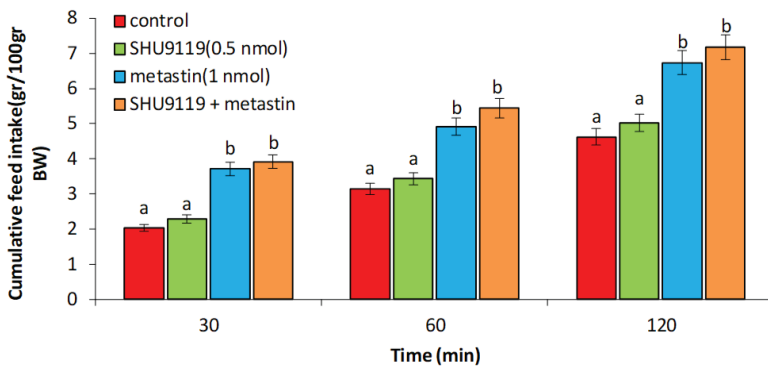 control
SHU9119(0.5 nmol)
metastin(1 nmol)
SHU9119 + metastin
Cumulative feed intake(gr/100gr
BW)
8
7
6
5
4
3
2
1
0
a a b b
a a b b
a a b b
30 60 120
Time (min)